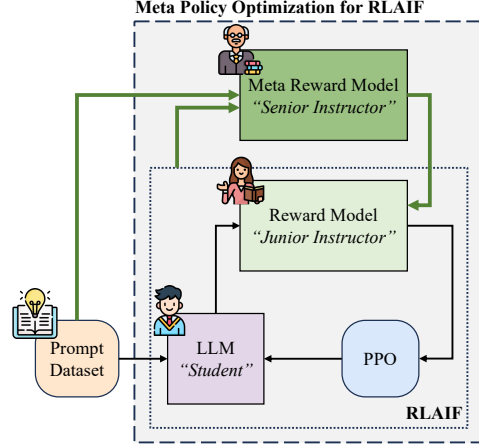 Meta Policy Optimization for RLAIF
Meta Reward Model
“Senior Instructor”
Reward Model
“Junior Instructor”
Prompt
Dataset
LLM
“Student”
PPO
RLAIF